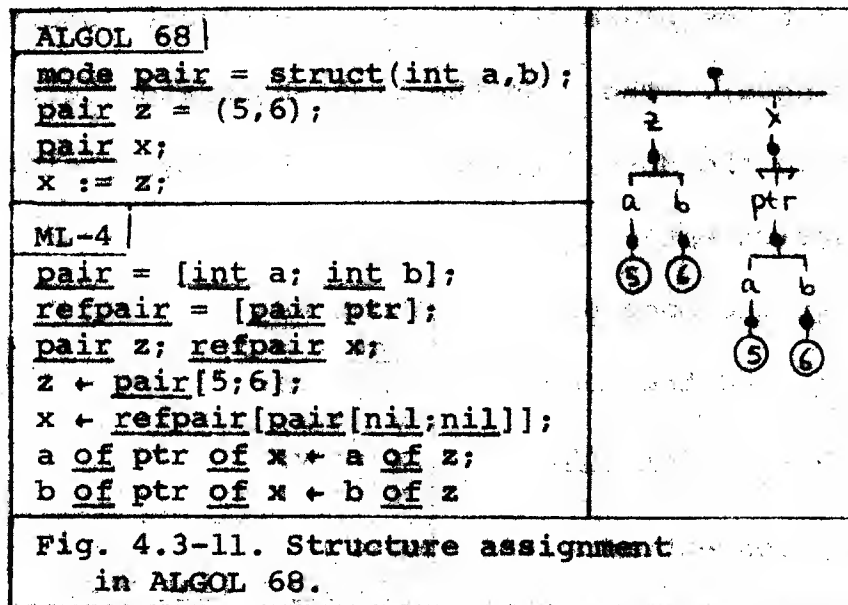 ALGOL 68
mode pair = struct(int a,b);
pair z = (5,6);
pair x;
x := z;
ML-4
pair = [int a; int b];
refpair = [pair ptr];
pair z; refpair x;
z ← pair[5;6];
x ← refpair[pair[nil;nil]];
a of ptr of x ← a of z;
b of ptr of x ← b of z
z x
a b ptr
5 6 a b
5 6
Fig. 4.3-11. Structure assignment
in ALGOL 68.